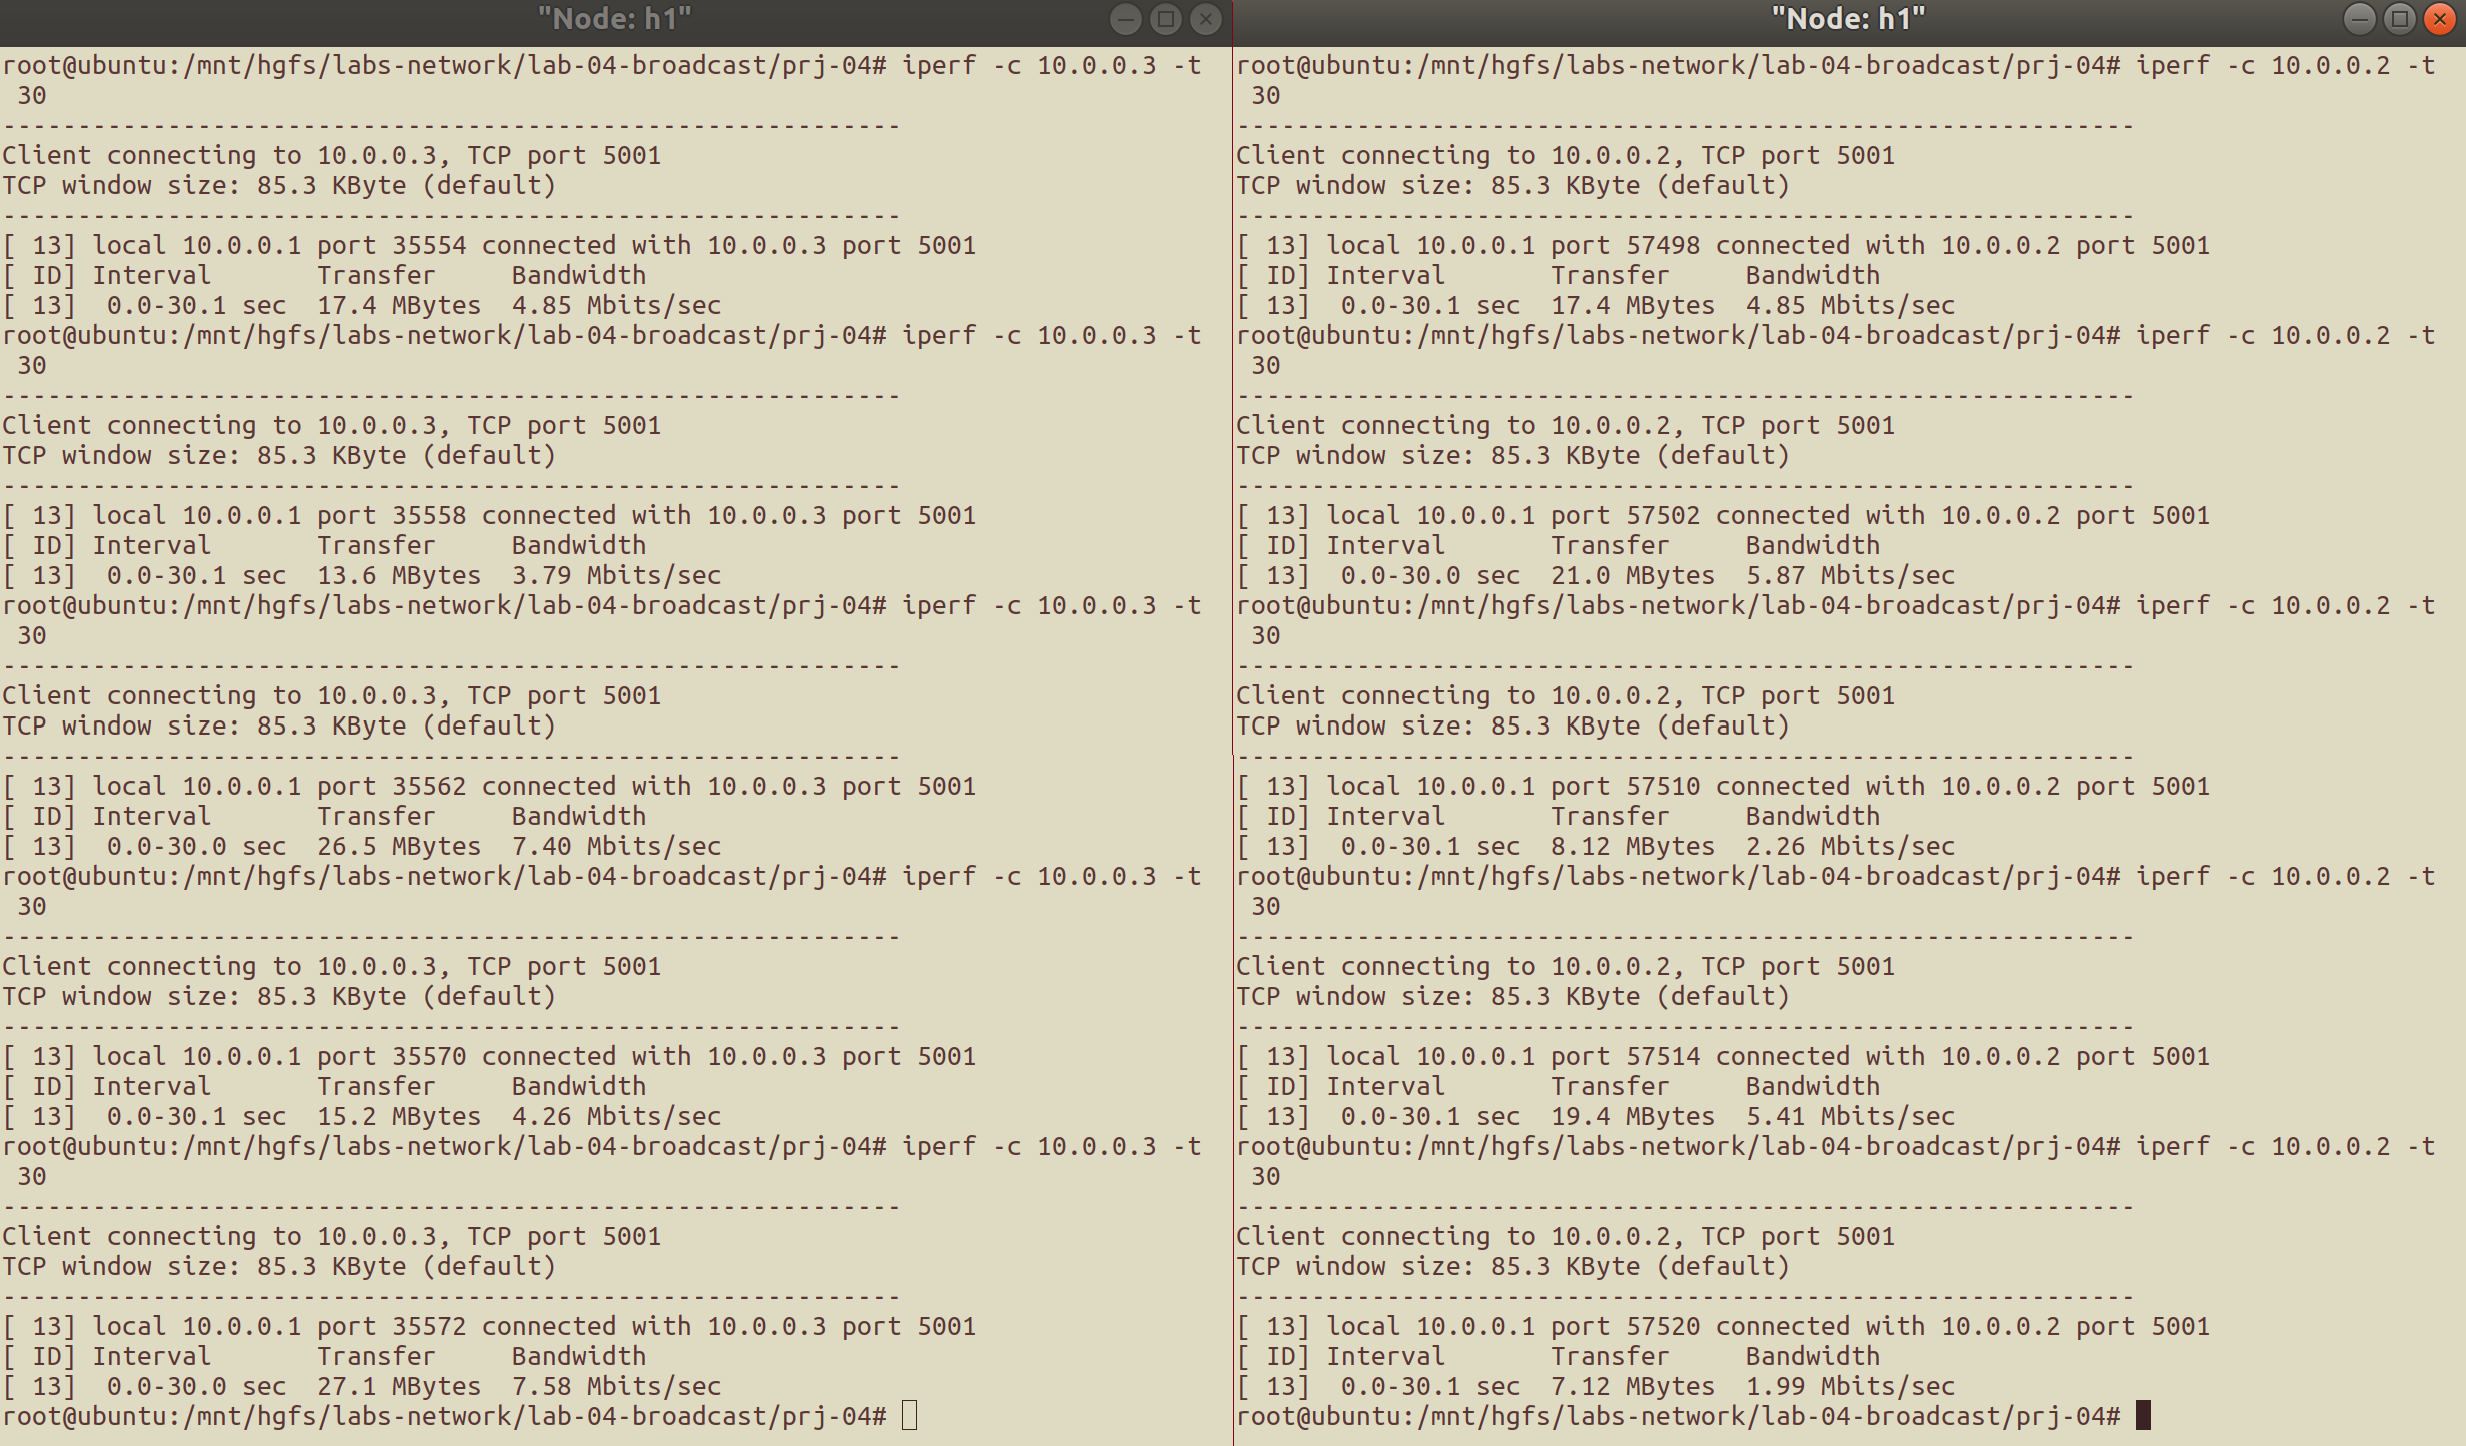 "Node: h1"
root@ubuntu:/mnt/hgfs/labs-network/lab-04-broadcast/prj-04# iperf -c 10.0.0.3 -t
 30
------------------------------------------------------------
Client connecting to 10.0.0.3, TCP port 5001
TCP window size: 85.3 KByte (default)
------------------------------------------------------------
[ 13] local 10.0.0.1 port 35554 connected with 10.0.0.3 port 5001
[ ID] Interval       Transfer     Bandwidth
[ 13]  0.0-30.1 sec  17.4 MBytes  4.85 Mbits/sec
root@ubuntu:/mnt/hgfs/labs-network/lab-04-broadcast/prj-04# iperf -c 10.0.0.3 -t
 30
------------------------------------------------------------
Client connecting to 10.0.0.3, TCP port 5001
TCP window size: 85.3 KByte (default)
------------------------------------------------------------
[ 13] local 10.0.0.1 port 35558 connected with 10.0.0.3 port 5001
[ ID] Interval       Transfer     Bandwidth
[ 13]  0.0-30.1 sec  13.6 MBytes  3.79 Mbits/sec
root@ubuntu:/mnt/hgfs/labs-network/lab-04-broadcast/prj-04# iperf -c 10.0.0.3 -t
 30
------------------------------------------------------------
Client connecting to 10.0.0.3, TCP port 5001
TCP window size: 85.3 KByte (default)
------------------------------------------------------------
[ 13] local 10.0.0.1 port 35562 connected with 10.0.0.3 port 5001
[ ID] Interval       Transfer     Bandwidth
[ 13]  0.0-30.0 sec  26.5 MBytes  7.40 Mbits/sec
root@ubuntu:/mnt/hgfs/labs-network/lab-04-broadcast/prj-04# iperf -c 10.0.0.3 -t
 30
------------------------------------------------------------
Client connecting to 10.0.0.3, TCP port 5001
TCP window size: 85.3 KByte (default)
------------------------------------------------------------
[ 13] local 10.0.0.1 port 35570 connected with 10.0.0.3 port 5001
[ ID] Interval       Transfer     Bandwidth
[ 13]  0.0-30.1 sec  15.2 MBytes  4.26 Mbits/sec
root@ubuntu:/mnt/hgfs/labs-network/lab-04-broadcast/prj-04# iperf -c 10.0.0.3 -t
 30
------------------------------------------------------------
Client connecting to 10.0.0.3, TCP port 5001
TCP window size: 85.3 KByte (default)
------------------------------------------------------------
[ 13] local 10.0.0.1 port 35572 connected with 10.0.0.3 port 5001
[ ID] Interval       Transfer     Bandwidth
[ 13]  0.0-30.0 sec  27.1 MBytes  7.58 Mbits/sec
root@ubuntu:/mnt/hgfs/labs-network/lab-04-broadcast/prj-04#
"Node: h1"
root@ubuntu:/mnt/hgfs/labs-network/lab-04-broadcast/prj-04# iperf -c 10.0.0.2 -t
 30
------------------------------------------------------------
Client connecting to 10.0.0.2, TCP port 5001
TCP window size: 85.3 KByte (default)
------------------------------------------------------------
[ 13] local 10.0.0.1 port 57498 connected with 10.0.0.2 port 5001
[ ID] Interval       Transfer     Bandwidth
[ 13]  0.0-30.1 sec  17.4 MBytes  4.85 Mbits/sec
root@ubuntu:/mnt/hgfs/labs-network/lab-04-broadcast/prj-04# iperf -c 10.0.0.2 -t
 30
------------------------------------------------------------
Client connecting to 10.0.0.2, TCP port 5001
TCP window size: 85.3 KByte (default)
------------------------------------------------------------
[ 13] local 10.0.0.1 port 57502 connected with 10.0.0.2 port 5001
[ ID] Interval       Transfer     Bandwidth
[ 13]  0.0-30.0 sec  21.0 MBytes  5.87 Mbits/sec
root@ubuntu:/mnt/hgfs/labs-network/lab-04-broadcast/prj-04# iperf -c 10.0.0.2 -t
 30
------------------------------------------------------------
Client connecting to 10.0.0.2, TCP port 5001
TCP window size: 85.3 KByte (default)
------------------------------------------------------------
[ 13] local 10.0.0.1 port 57510 connected with 10.0.0.2 port 5001
[ ID] Interval       Transfer     Bandwidth
[ 13]  0.0-30.1 sec  8.12 MBytes  2.26 Mbits/sec
root@ubuntu:/mnt/hgfs/labs-network/lab-04-broadcast/prj-04# iperf -c 10.0.0.2 -t
 30
------------------------------------------------------------
Client connecting to 10.0.0.2, TCP port 5001
TCP window size: 85.3 KByte (default)
------------------------------------------------------------
[ 13] local 10.0.0.1 port 57514 connected with 10.0.0.2 port 5001
[ ID] Interval       Transfer     Bandwidth
[ 13]  0.0-30.1 sec  19.4 MBytes  5.41 Mbits/sec
root@ubuntu:/mnt/hgfs/labs-network/lab-04-broadcast/prj-04# iperf -c 10.0.0.2 -t
 30
------------------------------------------------------------
Client connecting to 10.0.0.2, TCP port 5001
TCP window size: 85.3 KByte (default)
------------------------------------------------------------
[ 13] local 10.0.0.1 port 57520 connected with 10.0.0.2 port 5001
[ ID] Interval       Transfer     Bandwidth
[ 13]  0.0-30.1 sec  7.12 MBytes  1.99 Mbits/sec
root@ubuntu:/mnt/hgfs/labs-network/lab-04-broadcast/prj-04#